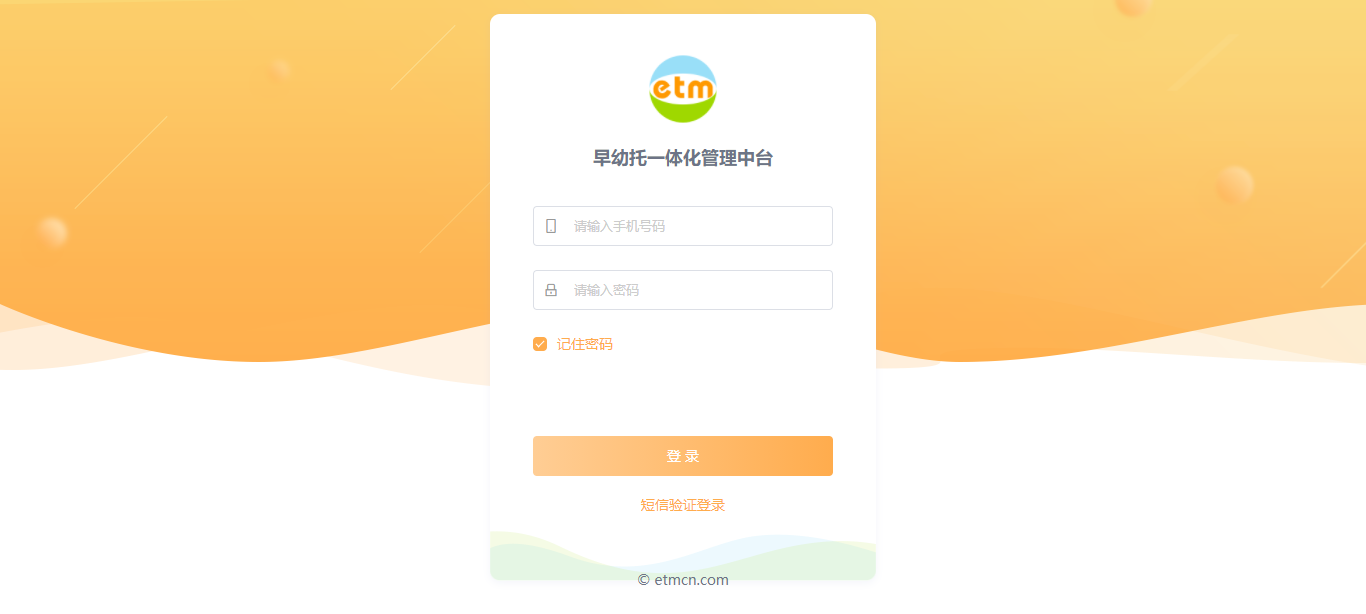 etm
早幼托一体化管理中台
请输入手机号码
请输入密码
记住密码
登 录
短信验证登录
© etmcn.com